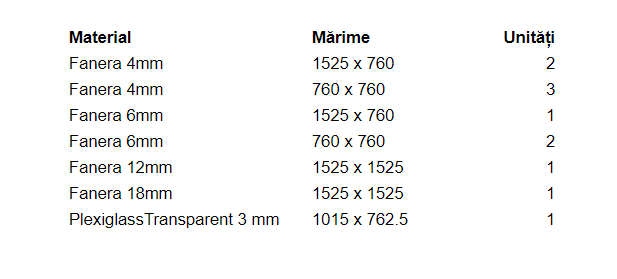 Material Mărime Unități
Fanera 4mm 1525 x 760 2
Fanera 4mm 760 x 760 3
Fanera 6mm 1525 x 760 1
Fanera 6mm 760 x 760 2
Fanera 12mm 1525 x 1525 1
Fanera 18mm 1525 x 1525 1
PlexiglassTransparent 3 mm 1015 x 762.5 1